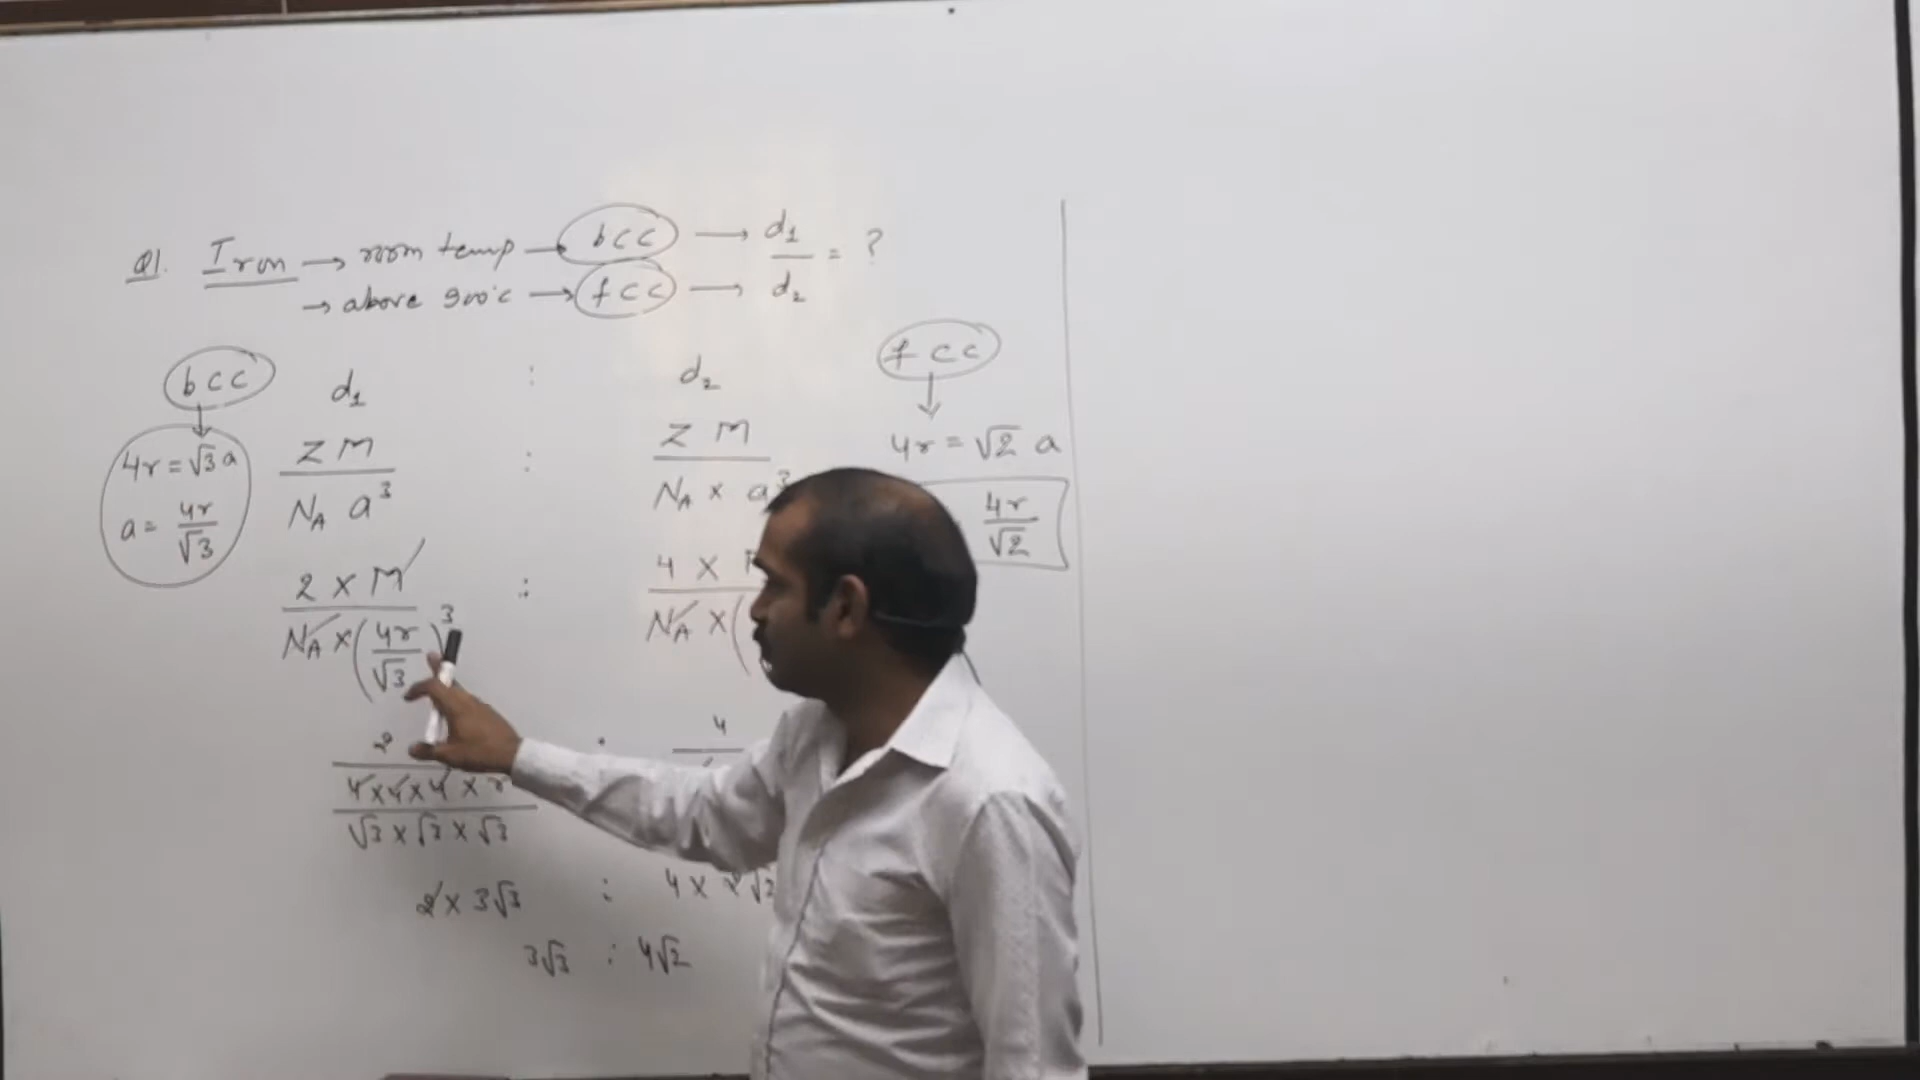 Q1. Iron → room temp → bcc → d₁
→ above 900°c → fcc → d₂
d₁ / d₂ = ?
bcc
4r = √3 a
a = 4r / √3
d₁ : d₂
Z M / N_A a³ : Z M / N_A × a³
2 × M / N_A × (4r / √3)³ : 4 × / N_A × (
2 / 4×4×4 × r / √3 × √3 × √3 : 4
2 × 3√3 : 4 × 2√2
3√3 : 4√2
fcc
4r = √2 a
4r / √2